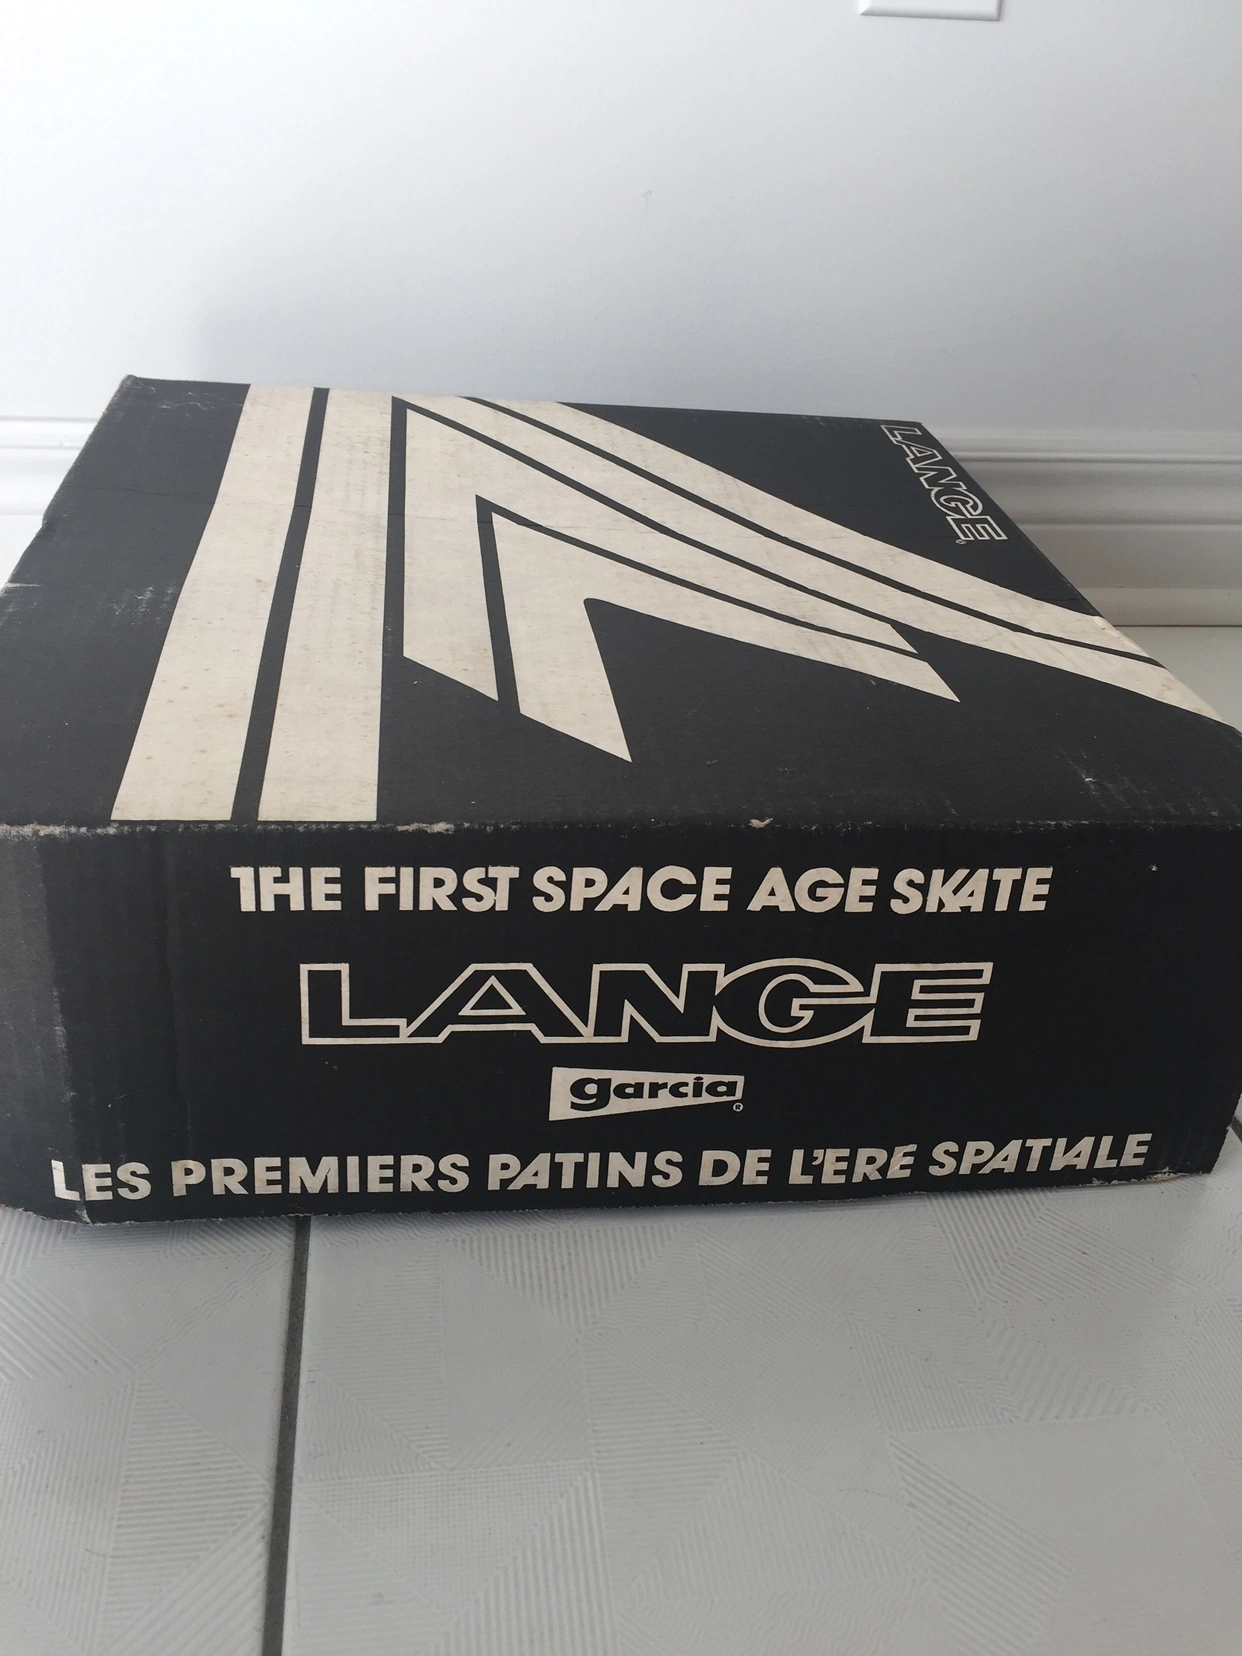 LANGE
THE FIRST SPACE AGE SKATE
LANGE
garcia®
LES PREMIERS PATINS DE L'ERE SPATIALE